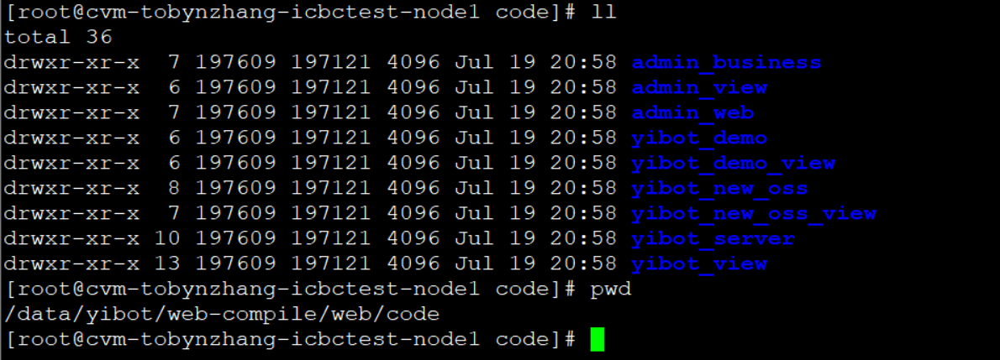 [root@cvm-tobynzhang-icbctest-node1 code]# ll
total 36
drwxr-xr-x  7 197609 197121 4096 Jul 19 20:58 admin_business
drwxr-xr-x  6 197609 197121 4096 Jul 19 20:58 admin_view
drwxr-xr-x  7 197609 197121 4096 Jul 19 20:58 admin_web
drwxr-xr-x  6 197609 197121 4096 Jul 19 20:58 yibot_demo
drwxr-xr-x  6 197609 197121 4096 Jul 19 20:58 yibot_demo_view
drwxr-xr-x  8 197609 197121 4096 Jul 19 20:58 yibot_new_oss
drwxr-xr-x  7 197609 197121 4096 Jul 19 20:58 yibot_new_oss_view
drwxr-xr-x 10 197609 197121 4096 Jul 19 20:58 yibot_server
drwxr-xr-x 13 197609 197121 4096 Jul 19 20:58 yibot_view
[root@cvm-tobynzhang-icbctest-node1 code]# pwd
/data/yibot/web-compile/web/code
[root@cvm-tobynzhang-icbctest-node1 code]#